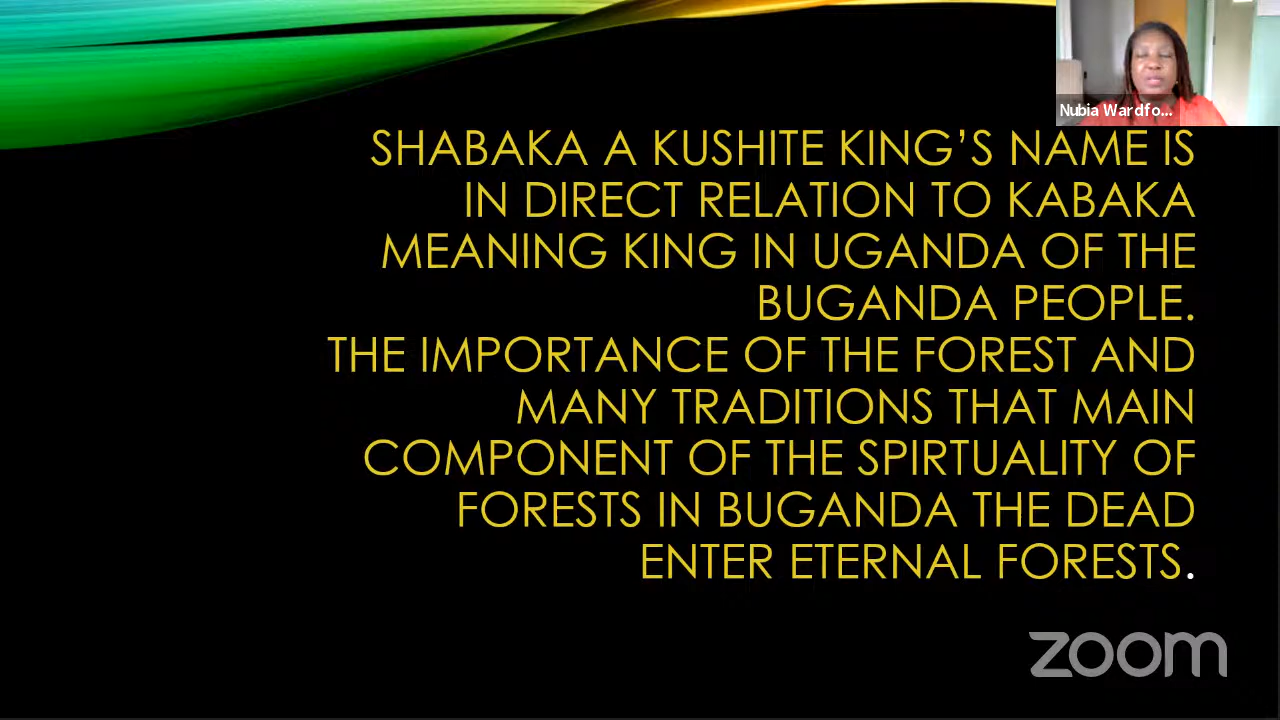 Nubia Wardfo...
SHABAKA A KUSHITE KING'S NAME IS
IN DIRECT RELATION TO KABAKA
MEANING KING IN UGANDA OF THE
BUGANDA PEOPLE.
THE IMPORTANCE OF THE FOREST AND
MANY TRADITIONS THAT MAIN
COMPONENT OF THE SPIRTUALITY OF
FORESTS IN BUGANDA THE DEAD
ENTER ETERNAL FORESTS.
zoom